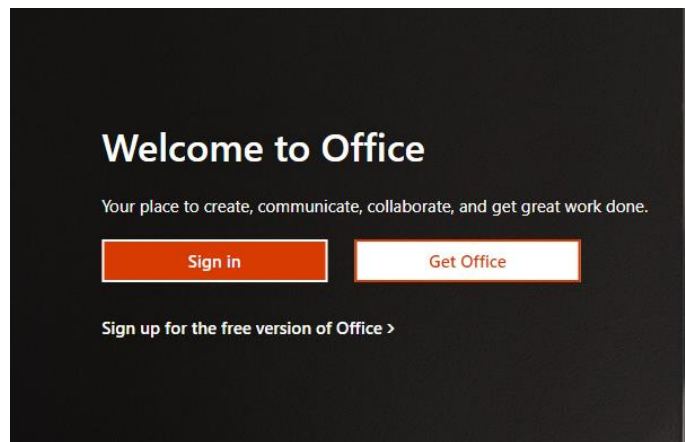 Welcome to Office
Your place to create, communicate, collaborate, and get great work done.
Sign in
Get Office
Sign up for the free version of Office >